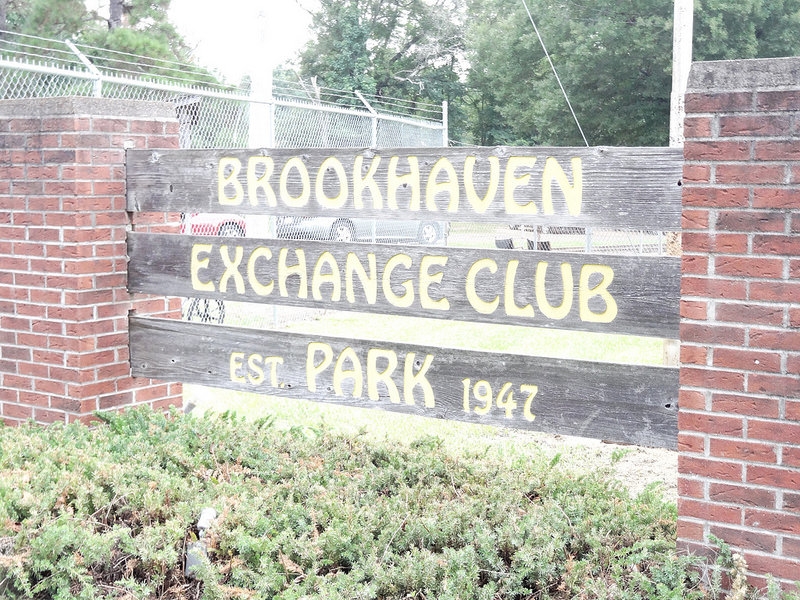 BROOKHAVEN
EXCHANGE CLUB
EST PARK 1947